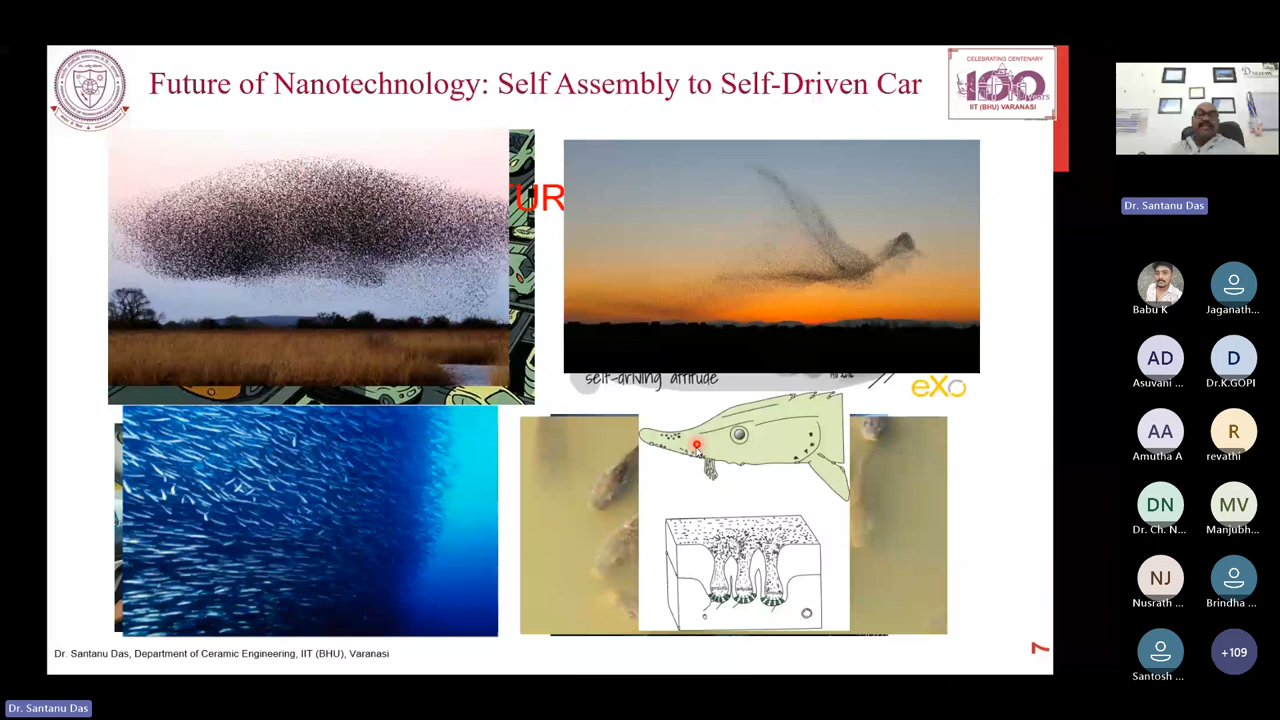 Future of Nanotechnology: Self Assembly to Self-Driven Car
CELEBRATING CENTENARY
100
years
IIT (BHU) VARANASI
TUR
self-driving attitude
eXo
Dr. Santanu Das, Department of Ceramic Engineering, IIT (BHU), Varanasi
7
Dream
Dr. Santanu Das
Babu K
Jaganath...
AD
D
Asuvani ...
Dr.K.GOPI
AA
R
Amutha A
revathi
DN
MV
Dr. Ch. N...
Manjubh...
NJ
Nusrath ...
Brindha ...
Santosh ...
+109
Dr. Santanu Das